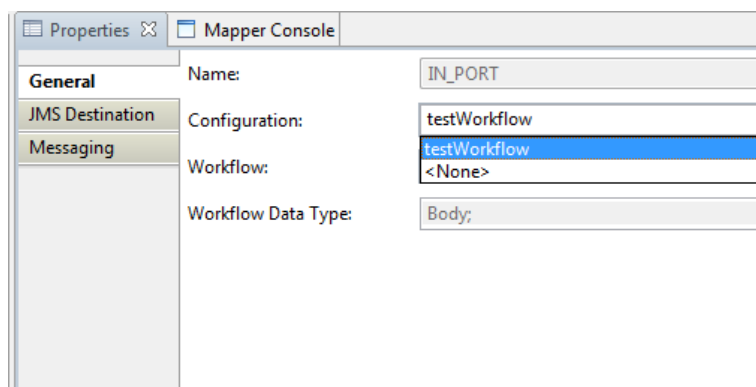 Properties Mapper Console
General
JMS Destination
Messaging
Name: IN_PORT
Configuration: testWorkflow
testWorkflow
<None>
Workflow:
Workflow Data Type: Body;